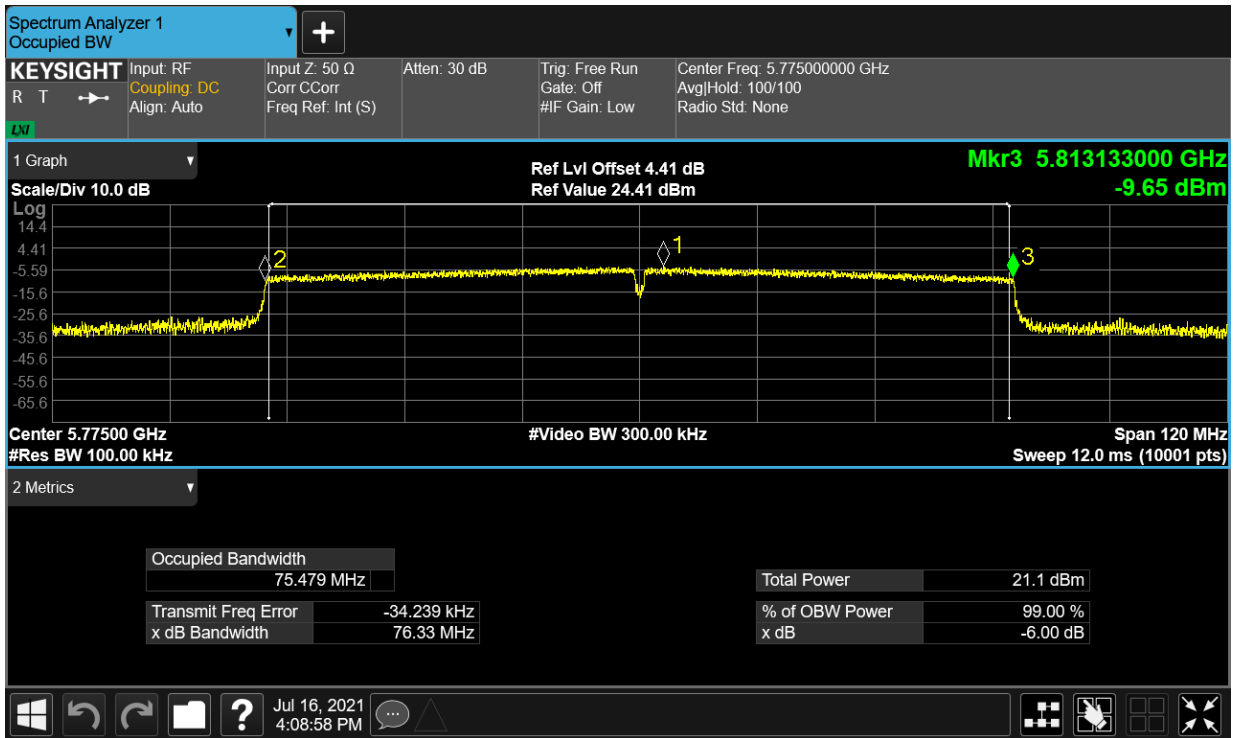 Spectrum Analyzer 1
Occupied BW
▼
+
KEYSIGHT
R T
LXI
Input: RF
Coupling: DC
Align: Auto
Input Z: 50 Ω
Corr CCorr
Freq Ref: Int (S)
Atten: 30 dB
Trig: Free Run
Gate: Off
#IF Gain: Low
Center Freq: 5.775000000 GHz
Avg|Hold: 100/100
Radio Std: None
1 Graph ▼
Ref Lvl Offset 4.41 dB
Mkr3 5.813133000 GHz
Scale/Div 10.0 dB
Ref Value 24.41 dBm
-9.65 dBm
Log
14.4
4.41
-5.59
-15.6
-25.6
-35.6
-45.6
-55.6
-65.6
2
1
3
Center 5.77500 GHz
#Video BW 300.00 kHz
Span 120 MHz
#Res BW 100.00 kHz
Sweep 12.0 ms (10001 pts)
2 Metrics ▼
Occupied Bandwidth
75.479 MHz
Total Power 21.1 dBm
Transmit Freq Error -34.239 kHz
% of OBW Power 99.00 %
x dB Bandwidth 76.33 MHz
x dB -6.00 dB
?
Jul 16, 2021
4:08:58 PM